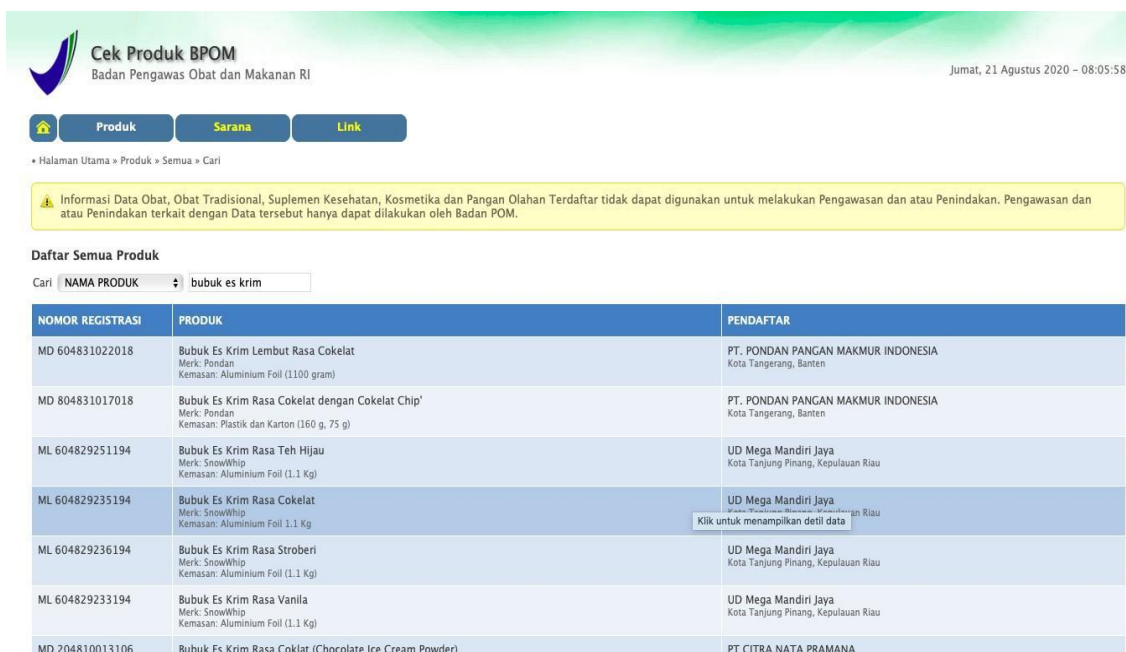 Cek Produk BPOM
Badan Pengawas Obat dan Makanan RI
Jumat, 21 Agustus 2020 – 08:05:58
Produk
Sarana
Link
• Halaman Utama » Produk » Semua » Cari
Informasi Data Obat, Obat Tradisional, Suplemen Kesehatan, Kosmetika dan Pangan Olahan Terdaftar tidak dapat digunakan untuk melakukan Pengawasan dan atau Penindakan. Pengawasan dan
atau Penindakan terkait dengan Data tersebut hanya dapat dilakukan oleh Badan POM.
Daftar Semua Produk
Cari NAMA PRODUK bubuk es krim
NOMOR REGISTRASI PRODUK PENDAFTAR
MD 604831022018 Bubuk Es Krim Lembut Rasa Cokelat PT. PONDAN PANGAN MAKMUR INDONESIA
Merk: Pondan Kota Tangerang, Banten
Kemasan: Aluminium Foil (1100 gram)
MD 804831017018 Bubuk Es Krim Rasa Cokelat dengan Cokelat Chip' PT. PONDAN PANGAN MAKMUR INDONESIA
Merk: Pondan Kota Tangerang, Banten
Kemasan: Plastik dan Karton (160 g, 75 g)
ML 604829251194 Bubuk Es Krim Rasa Teh Hijau UD Mega Mandiri Jaya
Merk: SnowWhip Kota Tanjung Pinang, Kepulauan Riau
Kemasan: Aluminium Foil (1.1 Kg)
ML 604829235194 Bubuk Es Krim Rasa Cokelat UD Mega Mandiri Jaya
Merk: SnowWhip Kota Tanjung Pinang, Kepulauan Riau
Kemasan: Aluminium Foil 1.1 Kg Klik untuk menampilkan detil data
ML 604829236194 Bubuk Es Krim Rasa Stroberi UD Mega Mandiri Jaya
Merk: SnowWhip Kota Tanjung Pinang, Kepulauan Riau
Kemasan: Aluminium Foil (1.1 Kg)
ML 604829233194 Bubuk Es Krim Rasa Vanila UD Mega Mandiri Jaya
Merk: SnowWhip Kota Tanjung Pinang, Kepulauan Riau
Kemasan: Aluminium Foil (1.1 Kg)
MD 204810013106 Bubuk Es Krim Rasa Coklat (Chocolate Ice Cream Powder) PT CITRA NATA PRAMANA